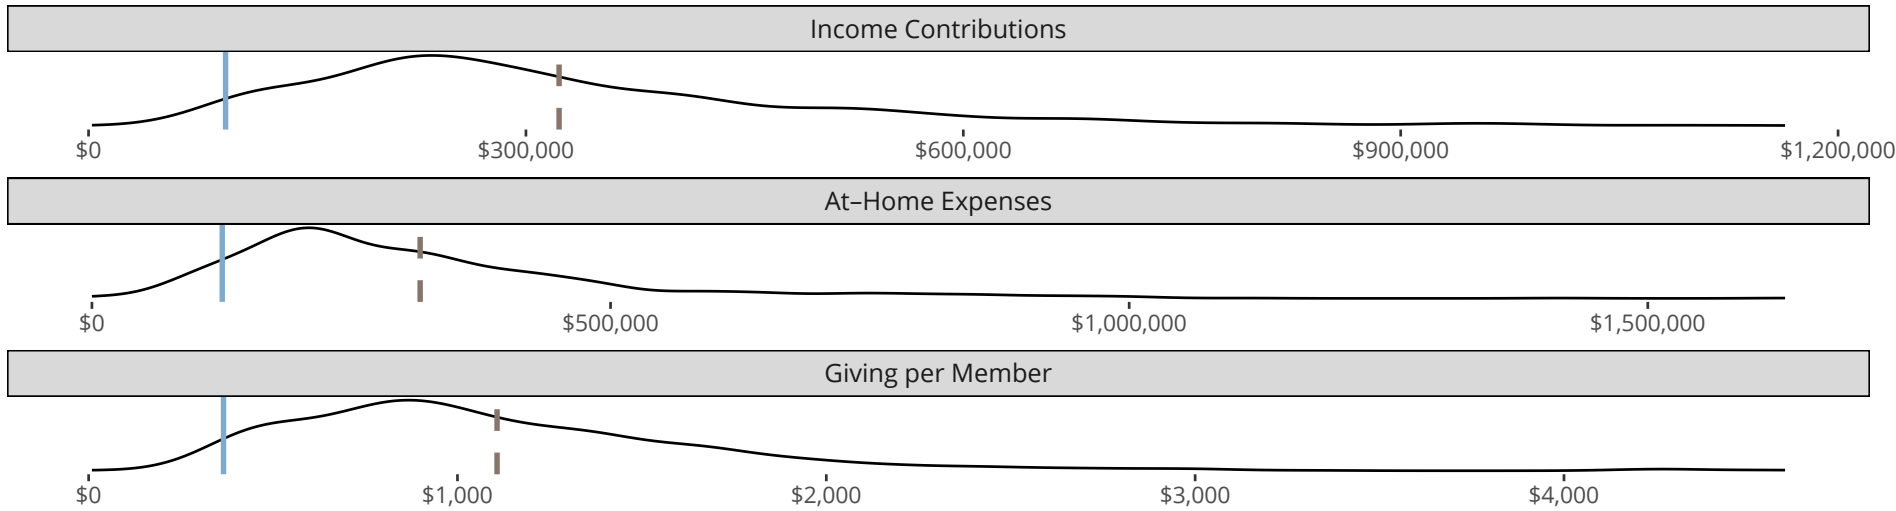 Income Contributions
$0 $300,000 $600,000 $900,000 $1,200,000
At–Home Expenses
$0 $500,000 $1,000,000 $1,500,000
Giving per Member
$0 $1,000 $2,000 $3,000 $4,000